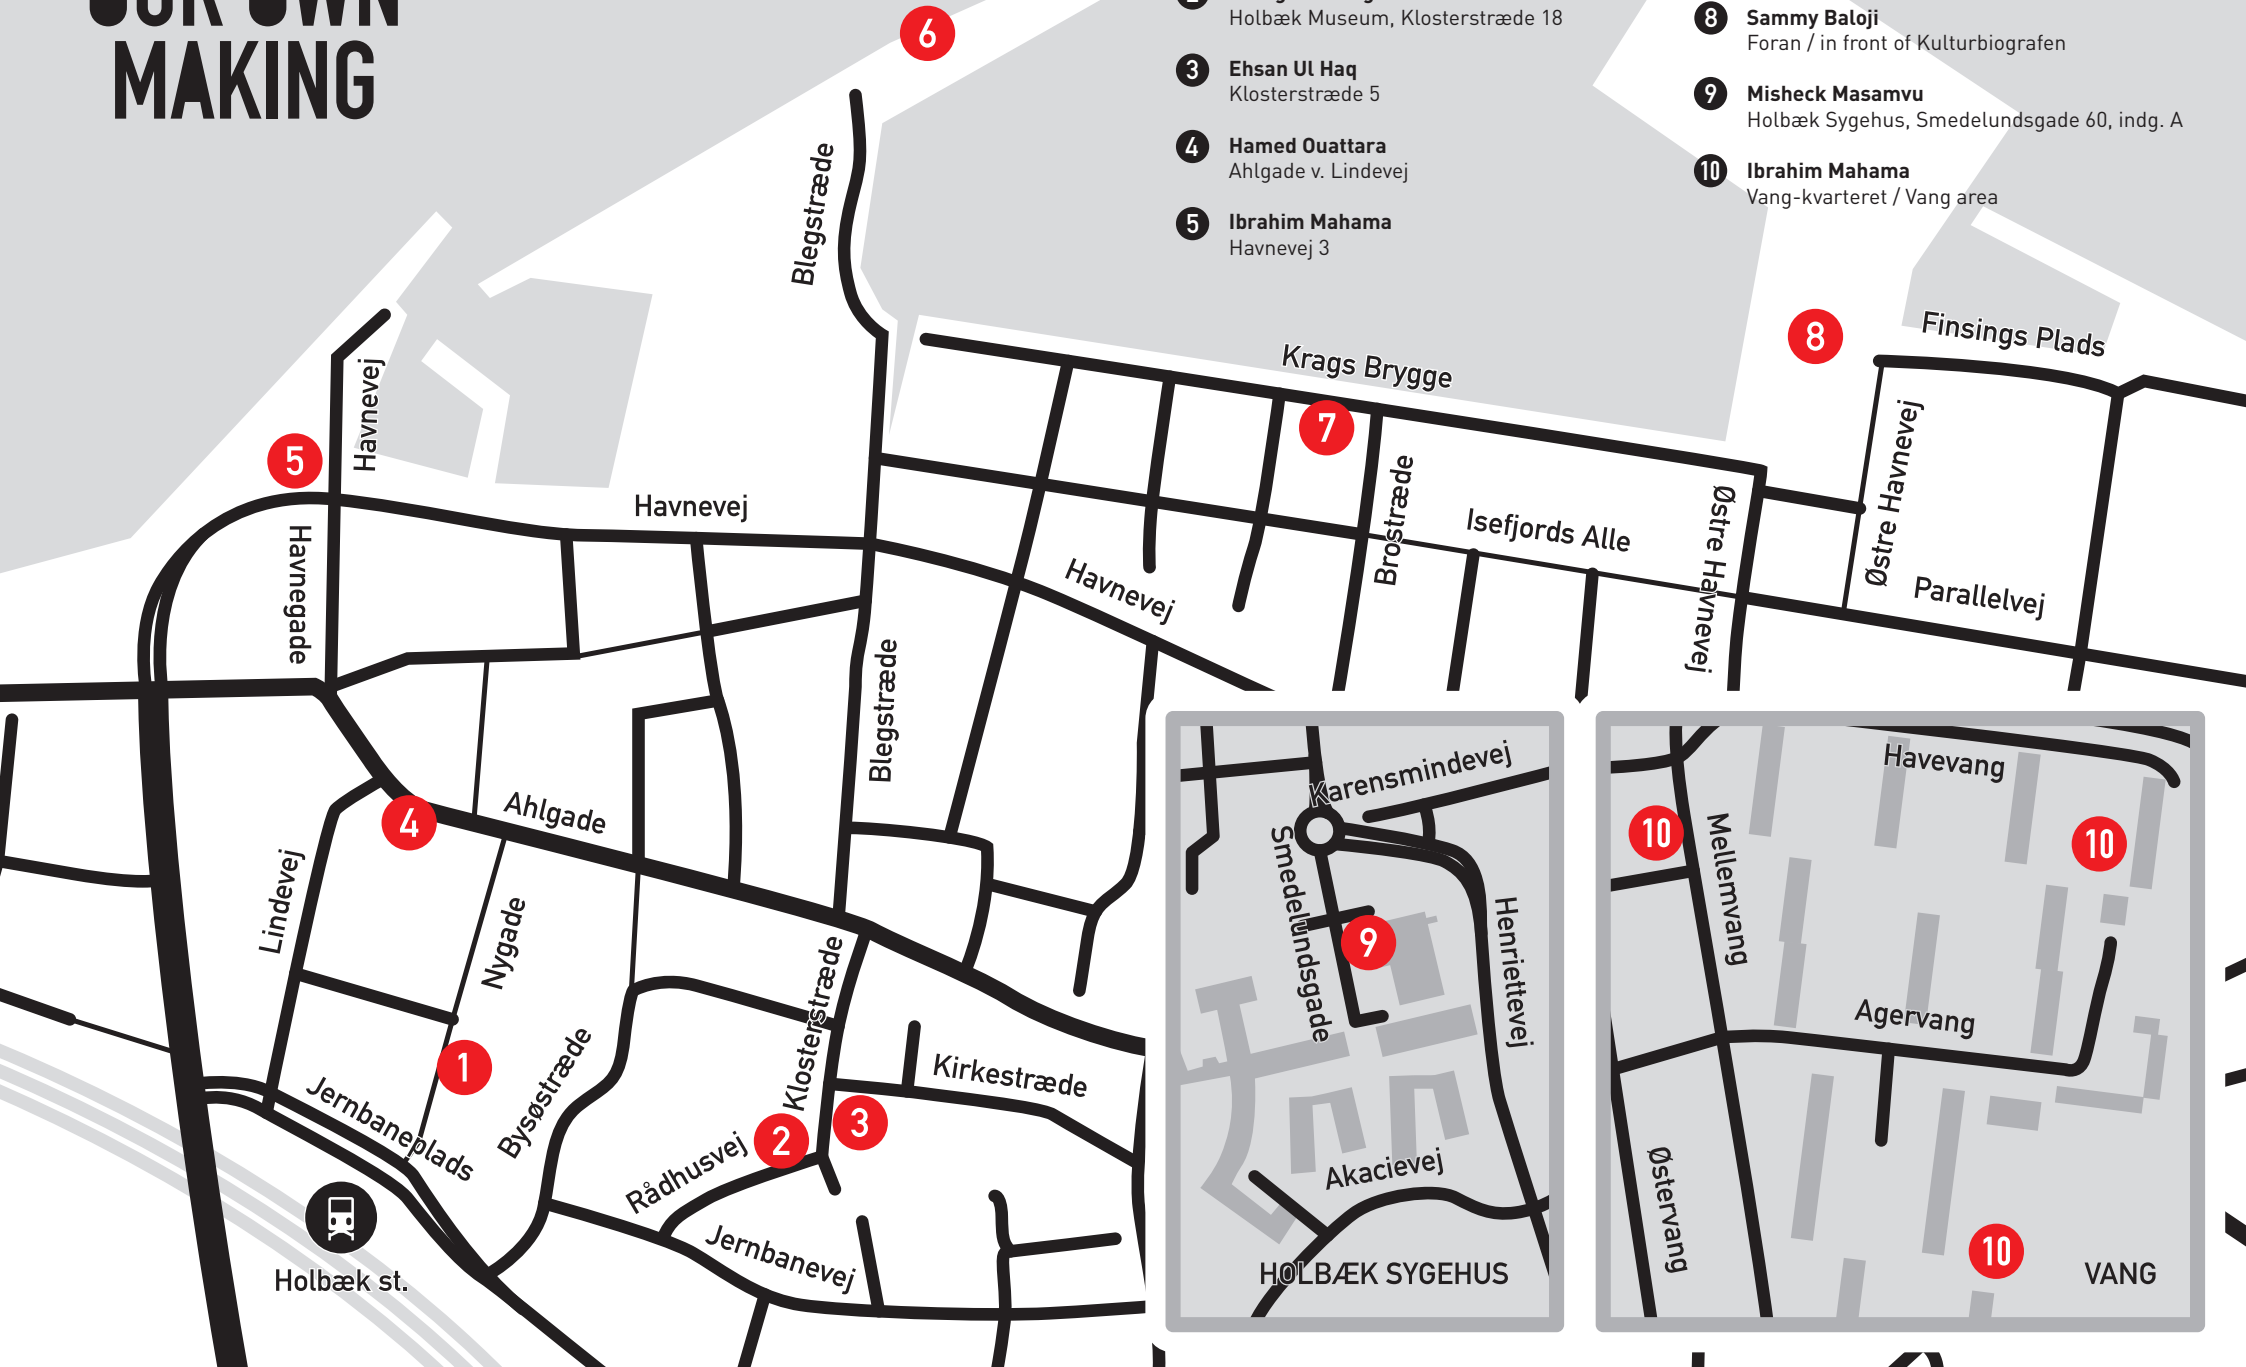 OUR OWN
MAKING
Holbæk Museum, Klosterstræde 18
3 Ehsan Ul Haq
Klosterstræde 5
4 Hamed Ouattara
Ahlgade v. Lindevej
5 Ibrahim Mahama
Havnevej 3
8 Sammy Baloji
Foran / in front of Kulturbiografen
9 Misheck Masamvu
Holbæk Sygehus, Smedelundsgade 60, indg. A
10 Ibrahim Mahama
Vang-kvarteret / Vang area
6
Blegstræde
Krags Brygge
8
Finsings Plads
Havnevej
7
5
Havnevej
Brostræde
Isefjords Alle
Østre Havnevej
Østre Havnevej
Havnegade
Havnevej
Parallelvej
Blegstræde
4
Ahlgade
Lindevej
Nygade
Klosterstræde
1
Jernbaneplads
Bysøstræde
Kirkestræde
2
3
Rådhusvej
Jernbanevej
Holbæk st.
Karensmindevej
Smedelundsgade
9
Henriettevej
Akacievej
HOLBÆK SYGEHUS
Havevang
10
10
Mellemvang
Agervang
Østervang
10
VANG